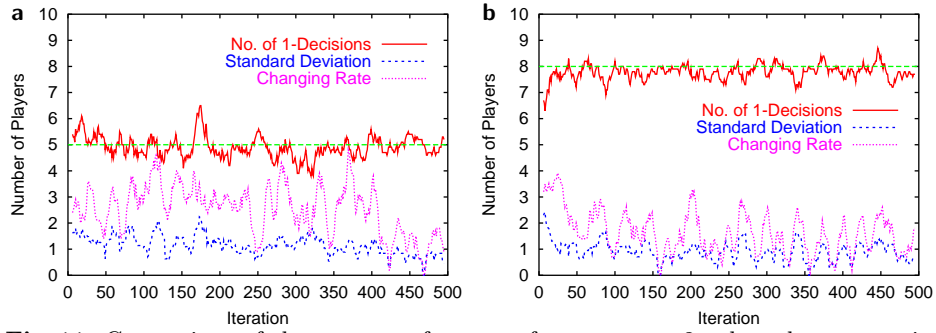 a
10
9
8
7
6
5
4
3
2
1
0
Number of Players
No. of 1-Decisions
Standard Deviation
Changing Rate
0 50 100 150 200 250 300 350 400 450 500
Iteration
b
10
9
8
7
6
5
4
3
2
1
0
Number of Players
No. of 1-Decisions
Standard Deviation
Changing Rate
0 50 100 150 200 250 300 350 400 450 500
Iteration